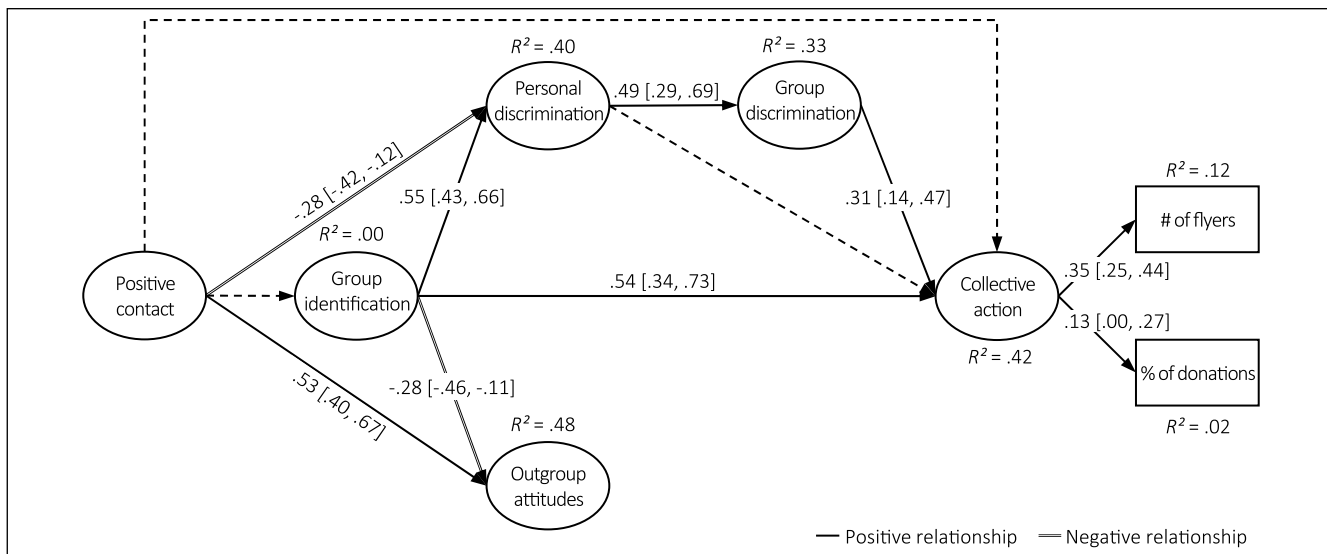 R² = .40
R² = .33
Personal
discrimination
.49 [.29, .69]
Group
discrimination
-.28 [-.42, -.12]
.55 [.43, .66]
.31 [.14, .47]
R² = .12
# of flyers
R² = .00
Positive
contact
Group
identification
.54 [.34, .73]
Collective
action
.35 [.25, .44]
.13 [.00, .27]
R² = .42
% of donations
R² = .02
.53 [.40, .67]
-.28 [-.46, -.11]
R² = .48
Outgroup
attitudes
Positive relationship
Negative relationship